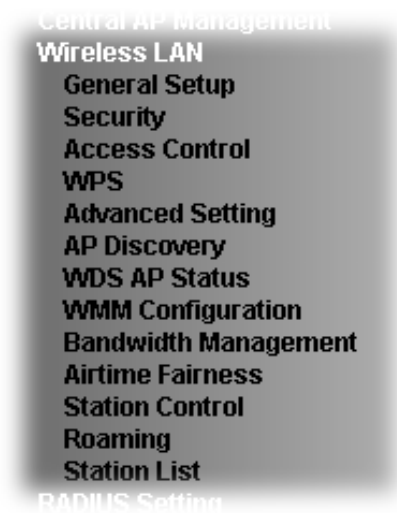 Central AP Management
Wireless LAN
General Setup
Security
Access Control
WPS
Advanced Setting
AP Discovery
WDS AP Status
WMM Configuration
Bandwidth Management
Airtime Fairness
Station Control
Roaming
Station List
RADIUS Setting